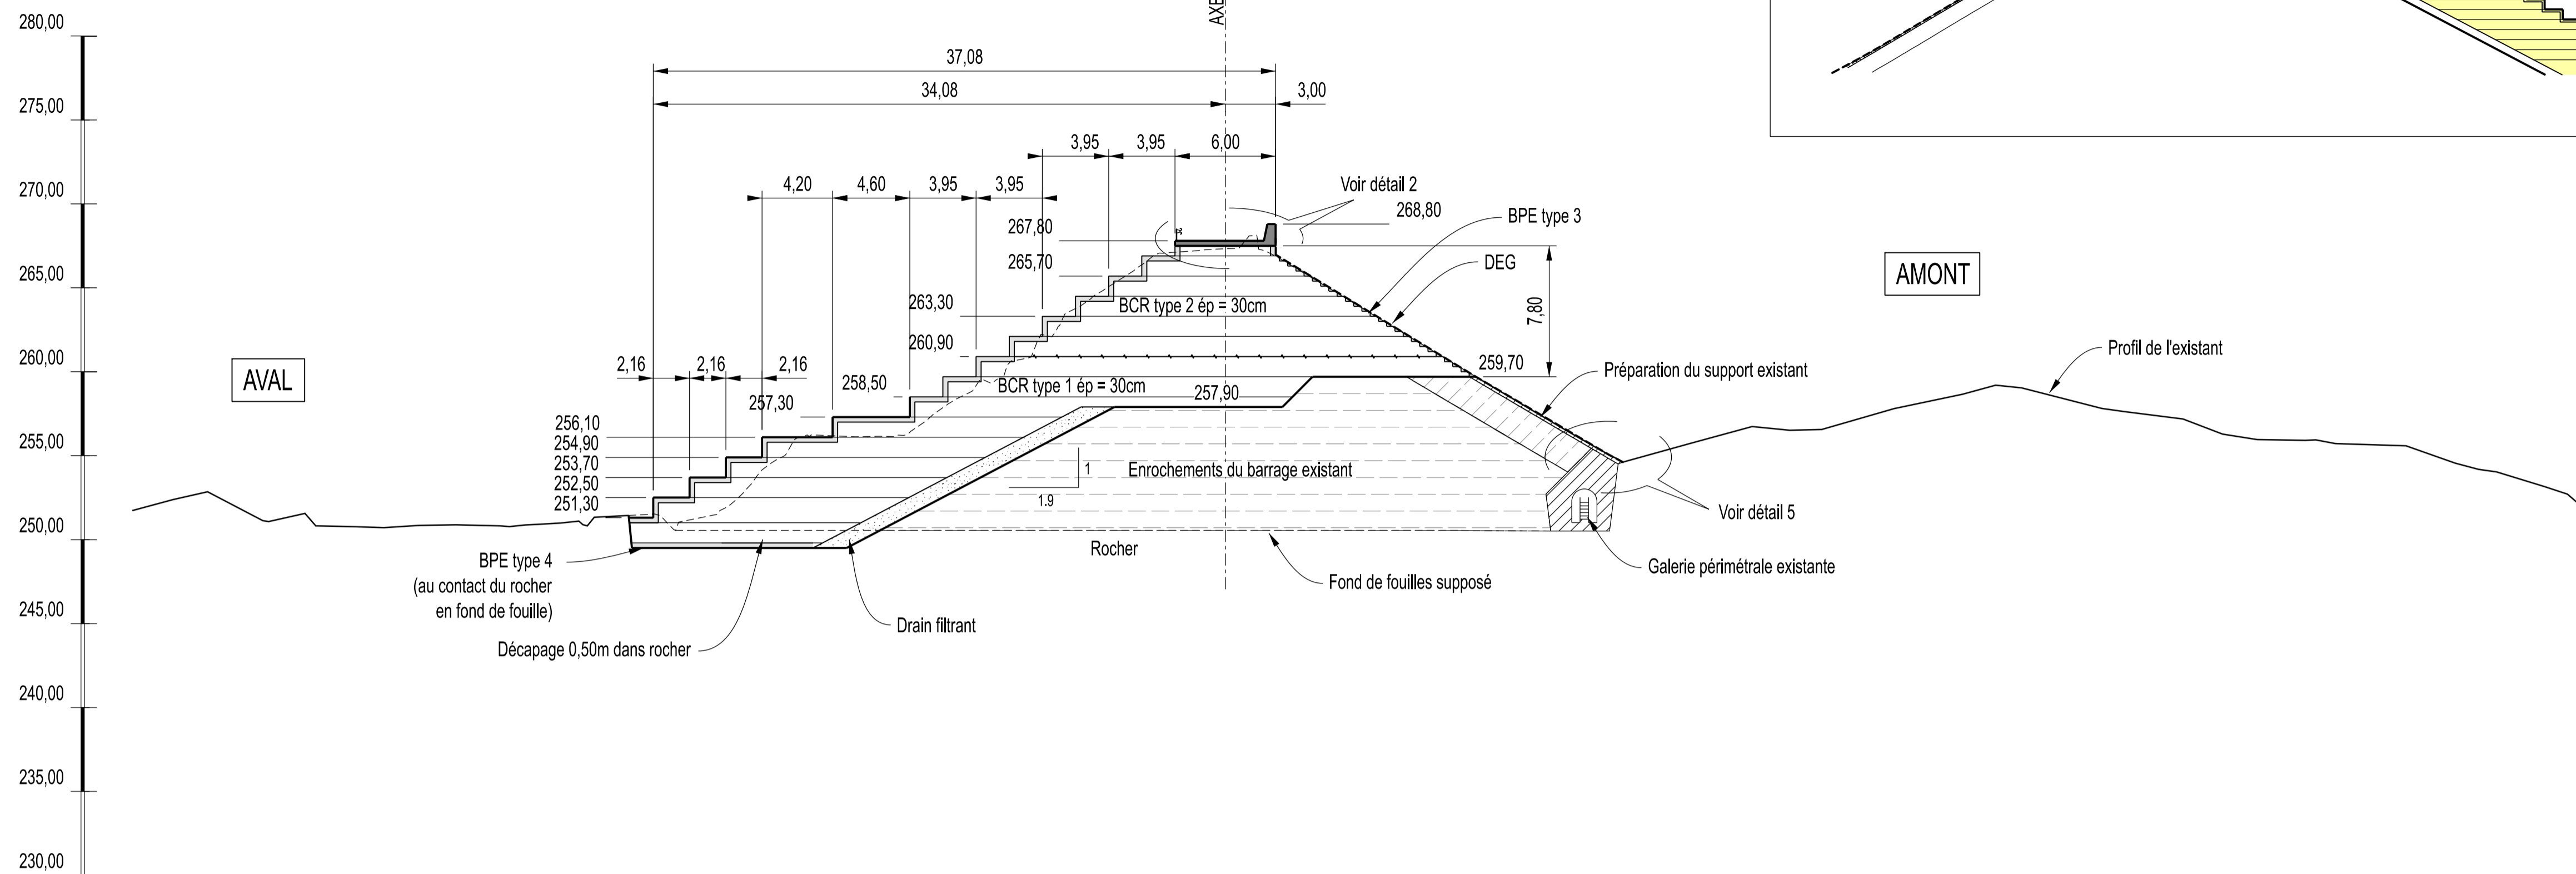 280,00
AXE
37,08
275,00
34,08
3,00
3,95
3,95
6,00
270,00
4,20
4,60
3,95
3,95
Voir détail 2
268,80
BPE type 3
267,80
265,00
265,70
DEG
AMONT
263,30
BCR type 2 ép = 30cm
7,80
260,00
260,90
Profil de l'existant
AVAL
2,16
2,16
2,16
259,70
Préparation du support existant
258,50
BCR type 1 ép = 30cm
257,90
257,30
255,00
256,10
254,90
253,70
252,50
251,30
1
1.9
Enrochements du barrage existant
250,00
Voir détail 5
Rocher
BPE type 4
(au contact du rocher
en fond de fouille)
Galerie périmétrale existante
Fond de fouilles supposé
245,00
Drain filtrant
Décapage 0,50m dans rocher
240,00
235,00
230,00